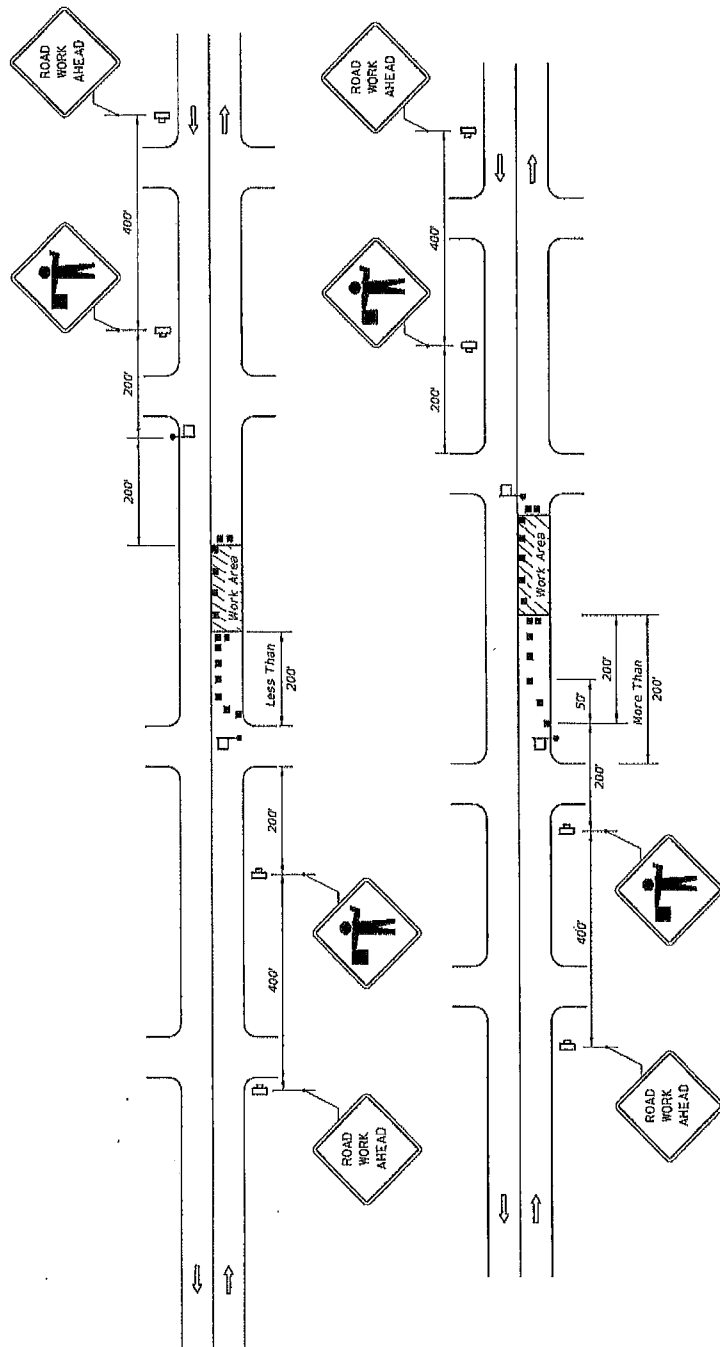 ROAD
WORK
AHEAD
400'
200'
200'
Work Area
Less Than
200'
200'
400'
ROAD
WORK
AHEAD
ROAD
WORK
AHEAD
400'
200'
Work Area
50'
200'
More Than
200'
200'
400'
ROAD
WORK
AHEAD